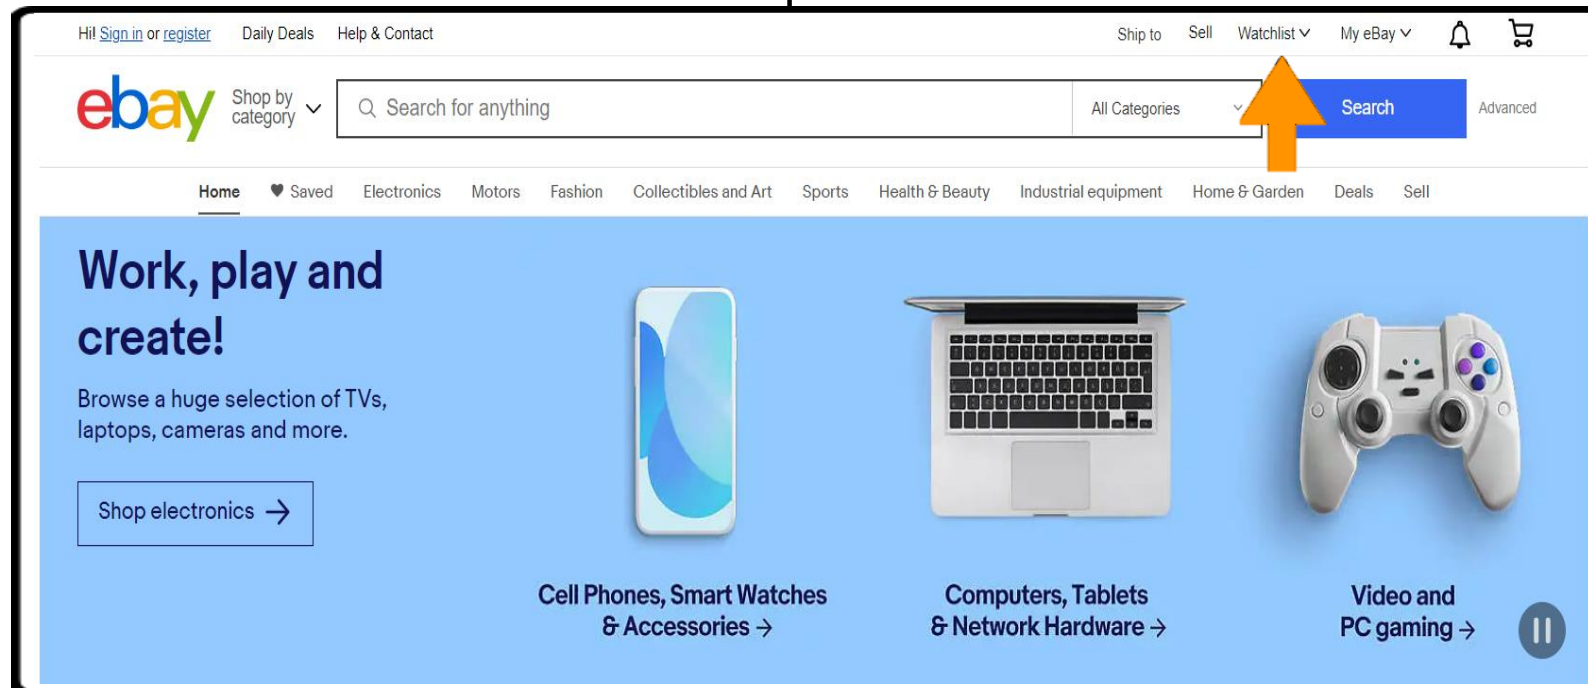 Hi! Sign in or register Daily Deals Help & Contact Ship to Sell Watchlist My eBay
ebay Shop by category Search for anything All Categories Search Advanced
Home Saved Electronics Motors Fashion Collectibles and Art Sports Health & Beauty Industrial equipment Home & Garden Deals Sell
Work, play and
create!
Browse a huge selection of TVs,
laptops, cameras and more.
Shop electronics →
Cell Phones, Smart Watches
& Accessories →
Computers, Tablets
& Network Hardware →
Video and
PC gaming →